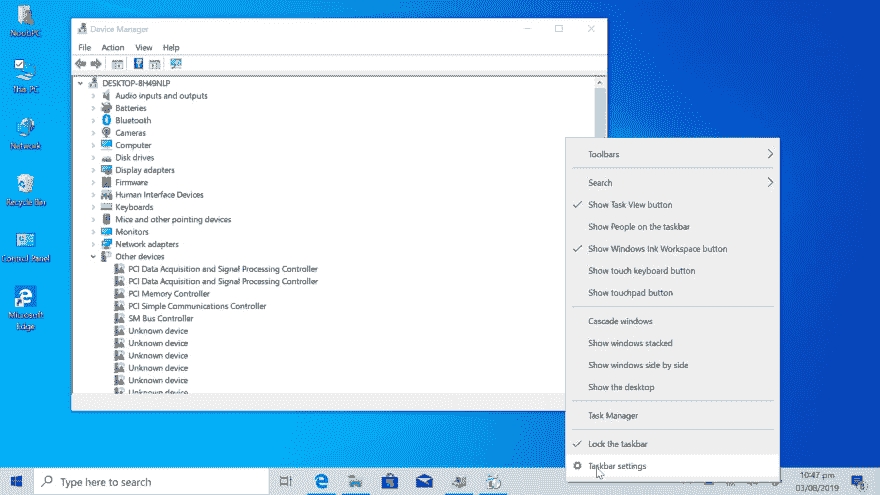 NoobPC
This PC
Network
Recycle Bin
Control Panel
Microsoft
Edge
Device Manager
File Action View Help
DESKTOP-8H49NLP
Audio inputs and outputs
Batteries
Bluetooth
Cameras
Computer
Disk drives
Display adapters
Firmware
Human Interface Devices
Keyboards
Mice and other pointing devices
Monitors
Network adapters
Other devices
PCI Data Acquisition and Signal Processing Controller
PCI Data Acquisition and Signal Processing Controller
PCI Memory Controller
PCI Simple Communications Controller
SM Bus Controller
Unknown device
Unknown device
Unknown device
Unknown device
Unknown device
Unknown device
Toolbars
Search
Show Task View button
Show People on the taskbar
Show Windows Ink Workspace button
Show touch keyboard button
Show touchpad button
Cascade windows
Show windows stacked
Show windows side by side
Show the desktop
Task Manager
Lock the taskbar
Taskbar settings
Type here to search
10:47 pm
03/08/2019